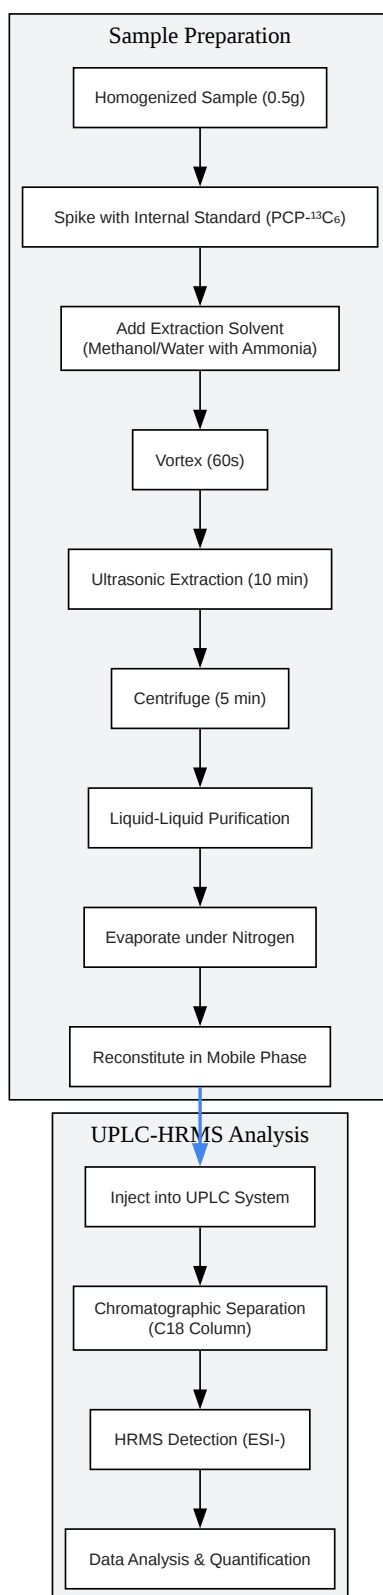 Sample Preparation
Homogenized Sample (0.5g)
Spike with Internal Standard (PCP-¹³C₆)
Add Extraction Solvent
(Methanol/Water with Ammonia)
Vortex (60s)
Ultrasonic Extraction (10 min)
Centrifuge (5 min)
Liquid-Liquid Purification
Evaporate under Nitrogen
Reconstitute in Mobile Phase
UPLC-HRMS Analysis
Inject into UPLC System
Chromatographic Separation
(C18 Column)
HRMS Detection (ESI-)
Data Analysis & Quantification